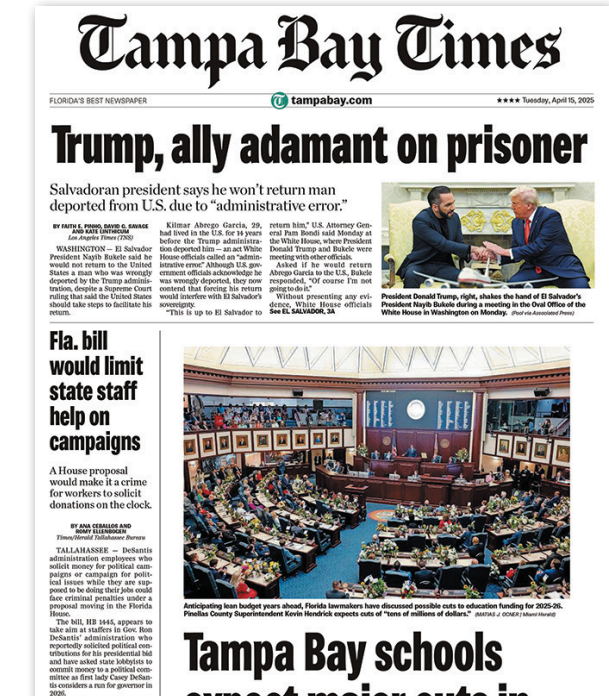 Tampa Bay Times
FLORIDA'S BEST NEWSPAPER
tampabay.com
★★★★ Tuesday, April 15, 2025
Trump, ally adamant on prisoner
Salvadoran president says he won't return man
deported from U.S. due to “administrative error.”
BY FAITH E. PINHO, DAVID G. SAVAGE
AND KATE LINTHICUM
Los Angeles Times (TNS)
WASHINGTON — El Salvador
President Nayib Bukele said he
would not return to the United
States a man who was wrongly
deported by the Trump adminis-
tration, despite a Supreme Court
ruling that said the United States
should take steps to facilitate his
return.
Kilmar Abrego Garcia, 29,
had lived in the U.S. for 14 years
before the Trump administra-
tion deported him — an act White
House officials called an “admin-
istrative error.” Although U.S. gov-
ernment officials acknowledge he
was wrongly deported, they now
contend that forcing his return
would interfere with El Salvador's
sovereignty.
“This is up to El Salvador to
return him,” U.S. Attorney Gen-
eral Pam Bondi said Monday at
the White House, where President
Donald Trump and Bukele were
meeting with other officials.
Asked if he would return
Abrego Garcia to the U.S., Bukele
responded, “Of course I'm not
going to do it.”
Without presenting any evi-
dence, White House officials
See EL SALVADOR, 3A
President Donald Trump, right, shakes the hand of El Salvador's
President Nayib Bukele during a meeting in the Oval Office of the
White House in Washington on Monday. (Pool via Associated Press)
Fla. bill
would limit
state staff
help on
campaigns
A House proposal
would make it a crime
for workers to solicit
donations on the clock.
BY ANA CEBALLOS AND
ROMY ELLENBOGEN
Times/Herald Tallahassee Bureau
TALLAHASSEE — DeSantis
administration employees who
solicit money for political cam-
paigns or campaign for polit-
ical issues while they are sup-
posed to be doing their jobs could
face criminal penalties under a
proposal moving in the Florida
House.
The bill, HB 1445, appears to
take aim at staffers in Gov. Ron
DeSantis' administration who
reportedly solicited political con-
tributions for his presidential bid
and have asked state lobbyists to
commit money to a political com-
mittee as first lady Casey DeSan-
tis considers a run for governor in
2026.
Anticipating lean budget years ahead, Florida lawmakers have discussed possible cuts to education funding for 2025-26.
Pinellas County Superintendent Kevin Hendrick expects cuts of “tens of millions of dollars.” (MATIAS J. OCNER | Miami Herald)
Tampa Bay schools
expect major cuts in